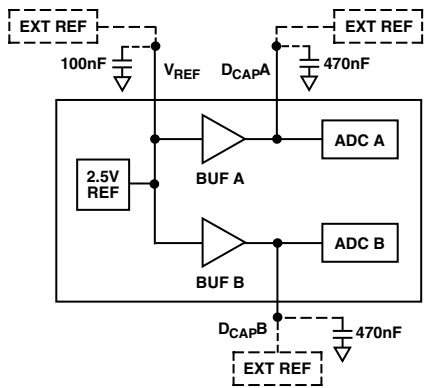 EXT REF
EXT REF
100nF
VREF
DCAPA
470nF
2.5V
REF
BUF A
ADC A
BUF B
ADC B
DCAPB
470nF
EXT REF